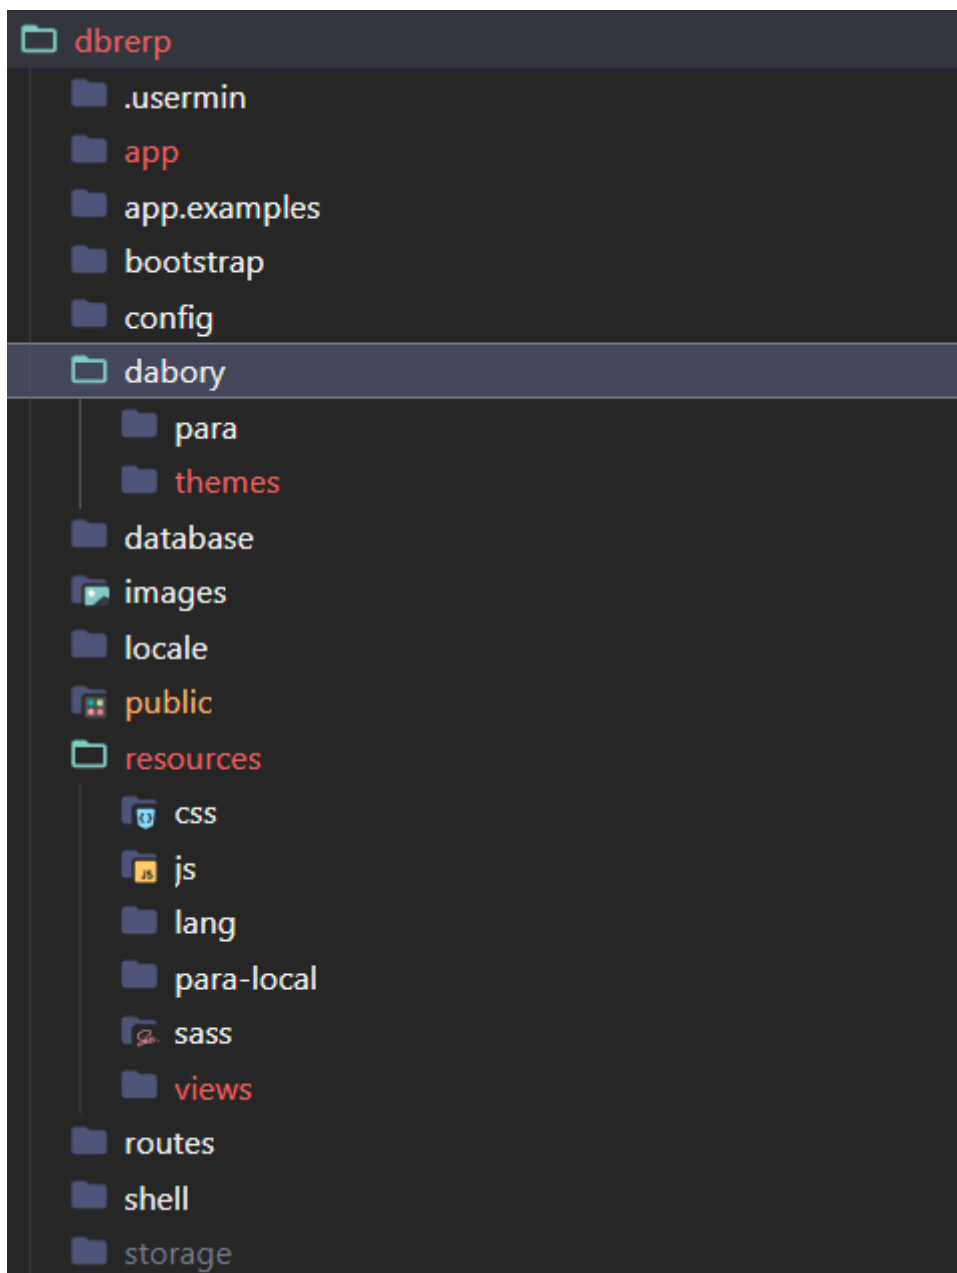 dbrerp
.usermin
app
app.examples
bootstrap
config
dabory
para
themes
database
images
locale
public
resources
css
js
lang
para-local
sass
views
routes
shell
storage